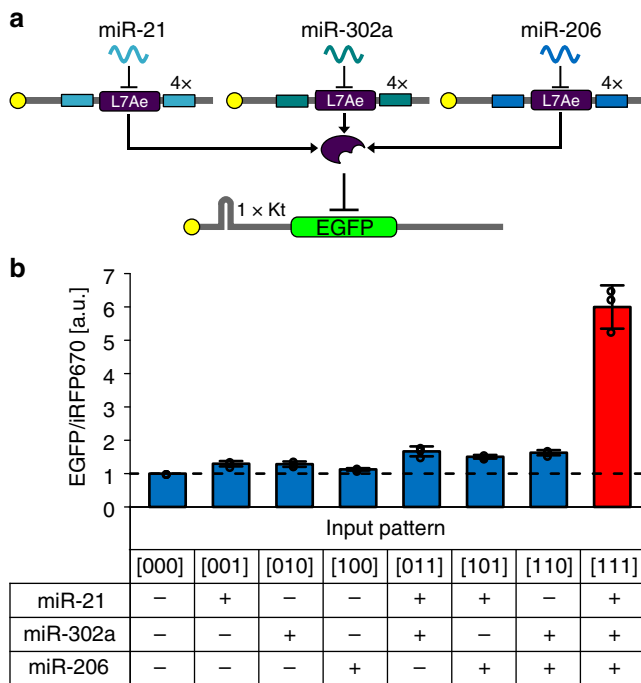 a
miR-21 miR-302a miR-206
4× 4× 4×
L7Ae L7Ae L7Ae
1 × Kt
EGFP
b
EGFP/iRFP670 [a.u.]
7
6
5
4
3
2
1
0
Input pattern
[000] [001] [010] [100] [011] [101] [110] [111]
miR-21 – + – – + + – +
miR-302a – – + – + – + +
miR-206 – – – + – + + +